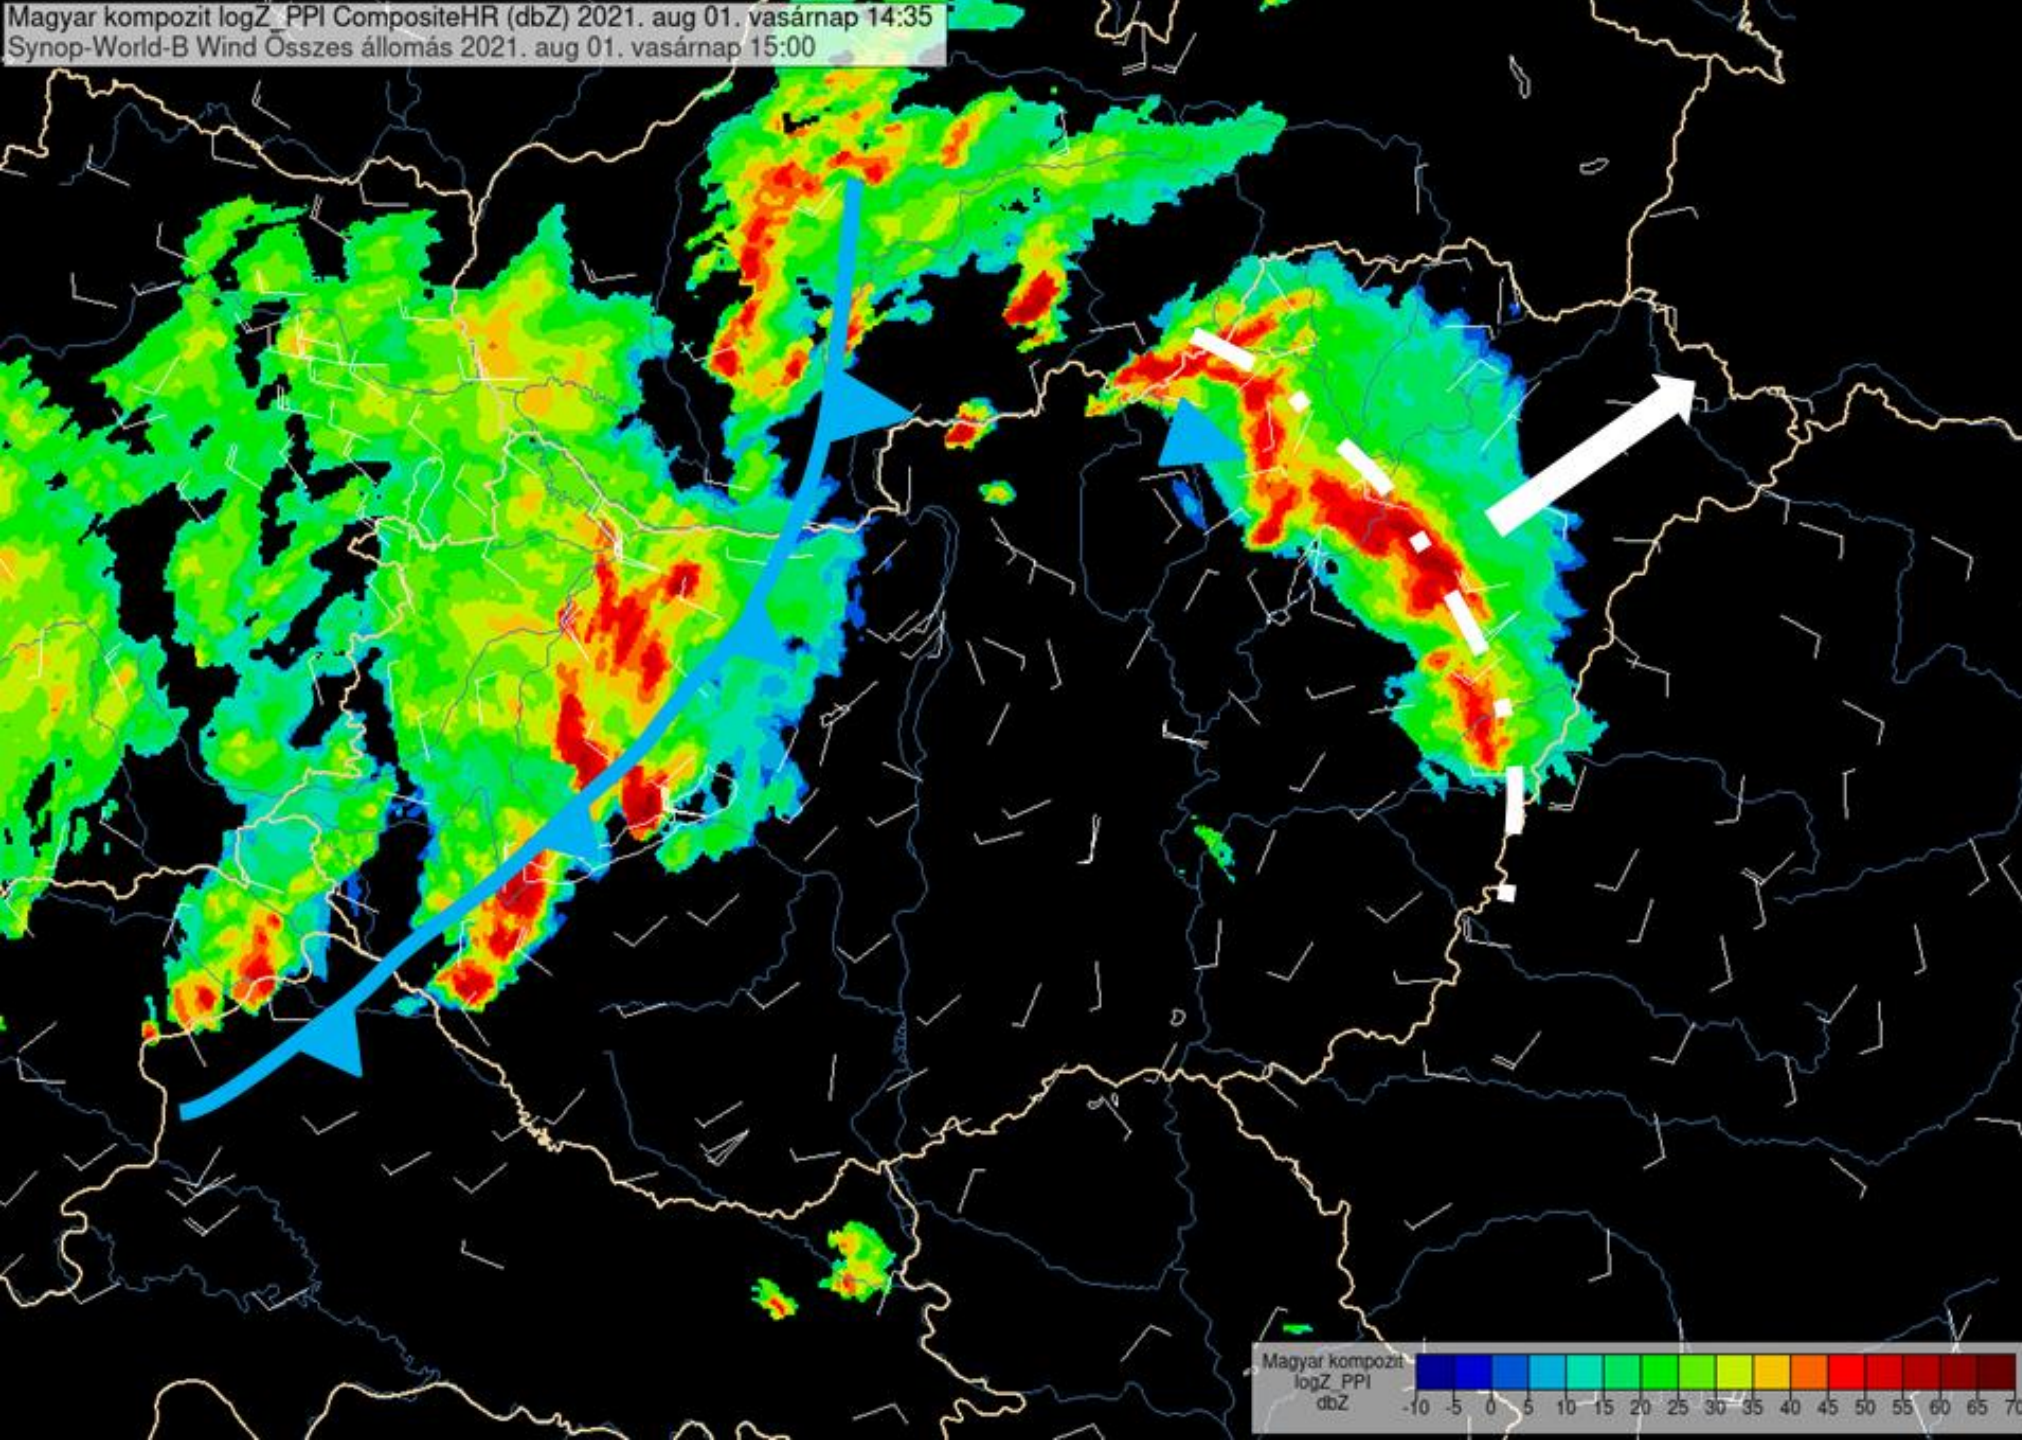 Magyar kompozit logZ_PPI CompositeHR (dbZ) 2021. aug 01. vasárnap 14:35
Synop-World-B Wind Összes állomás 2021. aug 01. vasárnap 15:00
Magyar kompozit
logZ_PPI
dbZ
-10 -5 0 5 10 15 20 25 30 35 40 45 50 55 60 65 70